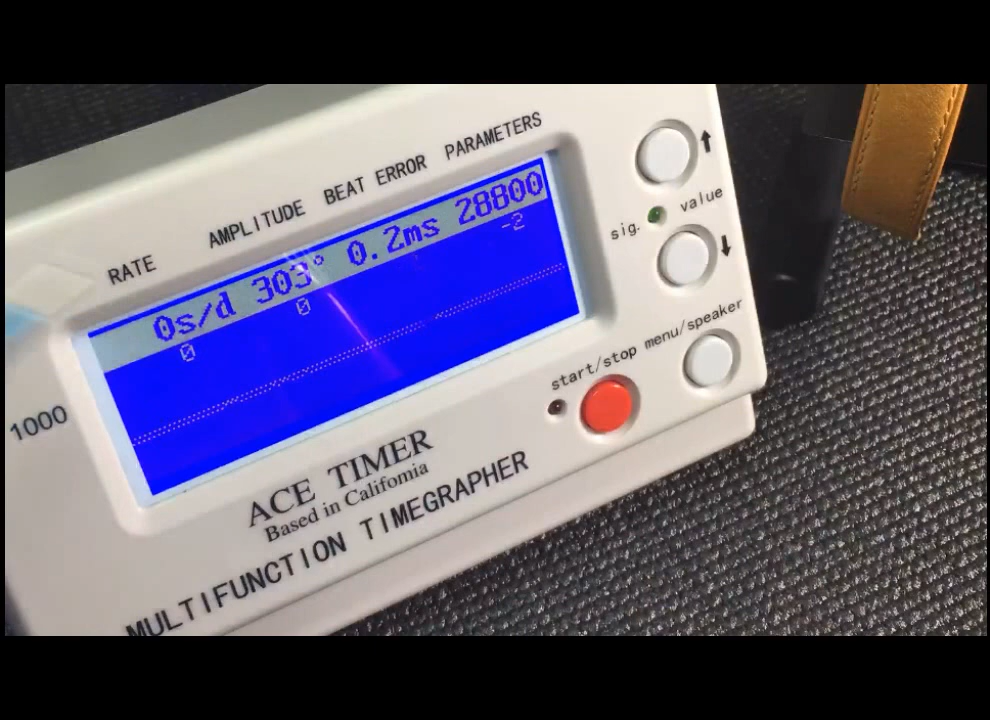 RATE AMPLITUDE BEAT ERROR PARAMETERS
0s/d 303° 0.2ms 28800
0 0 -2
sig. value
menu/speaker
start/stop
1000
ACE TIMER
Based in Califomia
MULTIFUNCTION TIMEGRAPHER